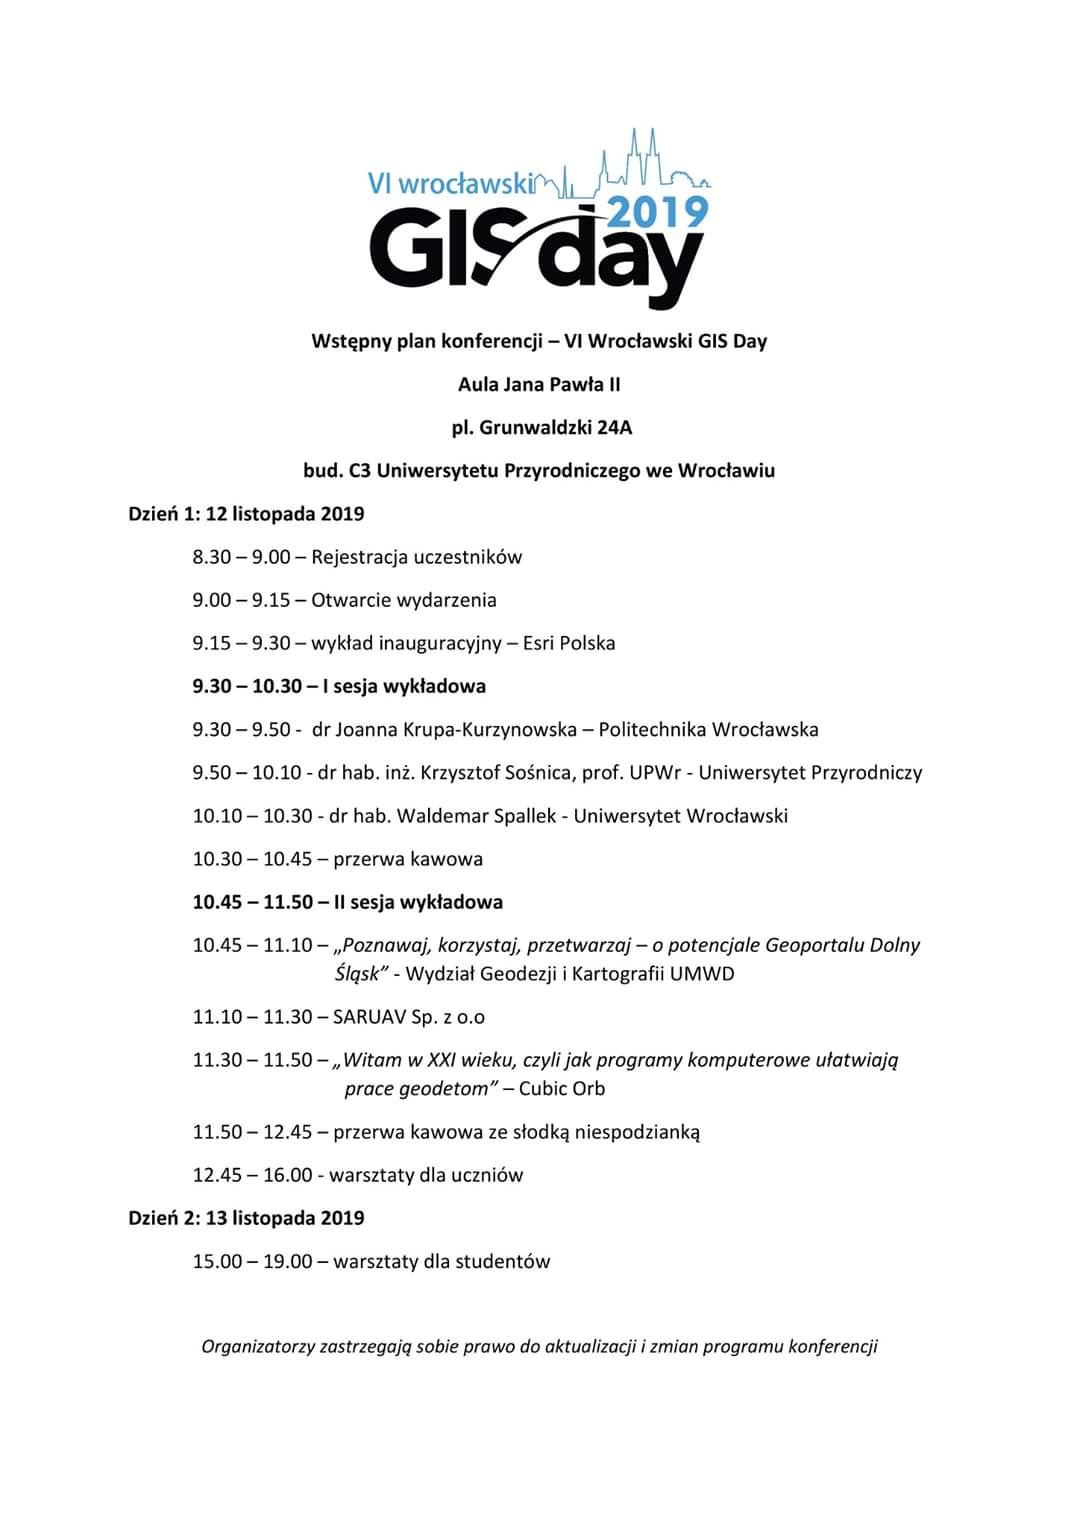 VI wrocławski
2019
GIS day
Wstępny plan konferencji – VI Wrocławski GIS Day
Aula Jana Pawła II
pl. Grunwaldzki 24A
bud. C3 Uniwersytetu Przyrodniczego we Wrocławiu
Dzień 1: 12 listopada 2019
8.30 – 9.00 – Rejestracja uczestników
9.00 – 9.15 – Otwarcie wydarzenia
9.15 – 9.30 – wykład inauguracyjny – Esri Polska
9.30 – 10.30 – I sesja wykładowa
9.30 – 9.50 - dr Joanna Krupa-Kurzynowska – Politechnika Wrocławska
9.50 – 10.10 - dr hab. inż. Krzysztof Sośnica, prof. UPWr - Uniwersytet Przyrodniczy
10.10 – 10.30 - dr hab. Waldemar Spallek - Uniwersytet Wrocławski
10.30 – 10.45 – przerwa kawowa
10.45 – 11.50 – II sesja wykładowa
10.45 – 11.10 – „Poznawaj, korzystaj, przetwarzaj – o potencjale Geoportalu Dolny
Śląsk” - Wydział Geodezji i Kartografii UMWD
11.10 – 11.30 – SARUAV Sp. z o.o
11.30 – 11.50 – „Witam w XXI wieku, czyli jak programy komputerowe ułatwiają
prace geodetom” – Cubic Orb
11.50 – 12.45 – przerwa kawowa ze słodką niespodzianką
12.45 – 16.00 - warsztaty dla uczniów
Dzień 2: 13 listopada 2019
15.00 – 19.00 – warsztaty dla studentów
Organizatorzy zastrzegają sobie prawo do aktualizacji i zmian programu konferencji